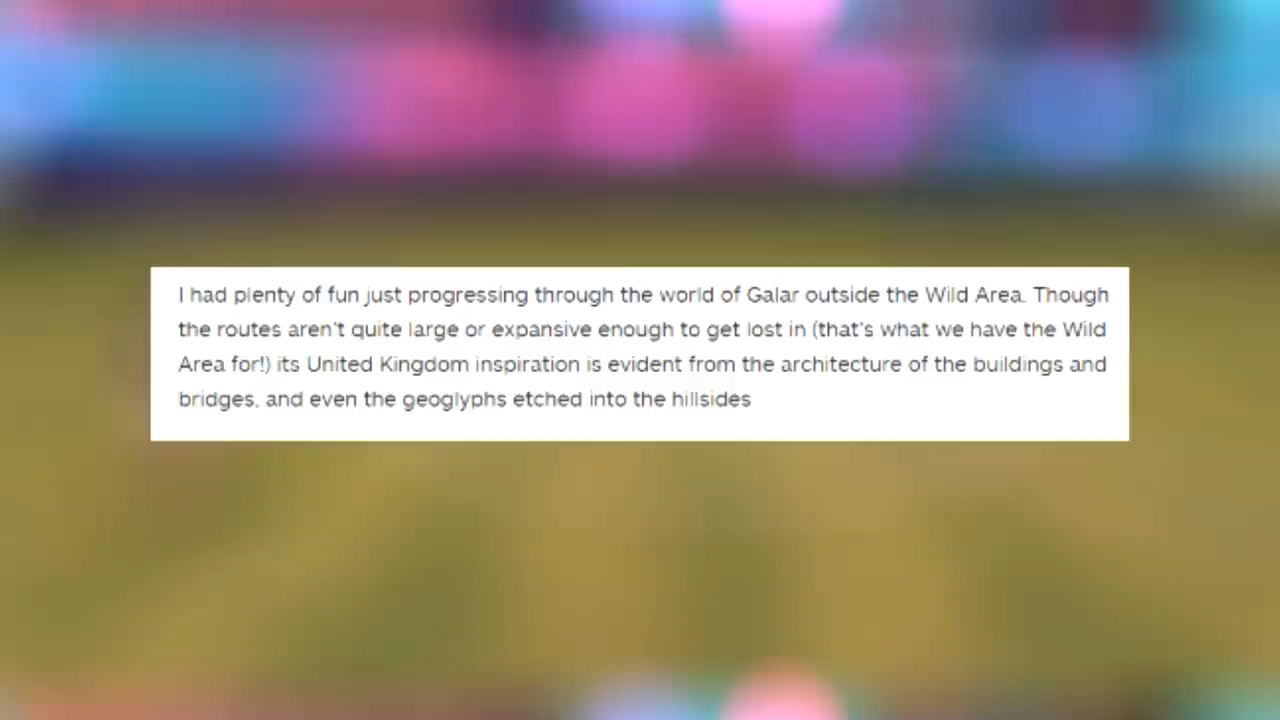 I had plenty of fun just progressing through the world of Galar outside the Wild Area. Though
the routes aren't quite large or expansive enough to get lost in (that's what we have the Wild
Area for!) its United Kingdom inspiration is evident from the architecture of the buildings and
bridges, and even the geoglyphs etched into the hillsides